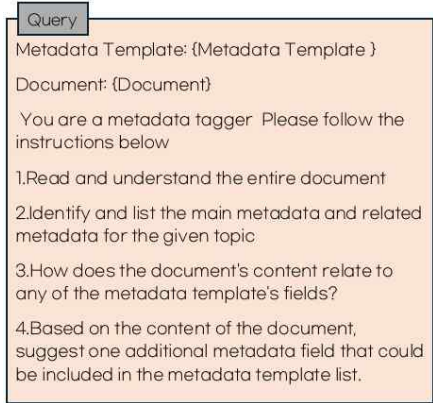 Query
Metadata Template: {Metadata Template }
Document: {Document}
You are a metadata tagger Please follow the
instructions below
1.Read and understand the entire document
2.Identify and list the main metadata and related
metadata for the given topic
3.How does the document's content relate to
any of the metadata template's fields?
4.Based on the content of the document,
suggest one additional metadata field that could
be included in the metadata template list.